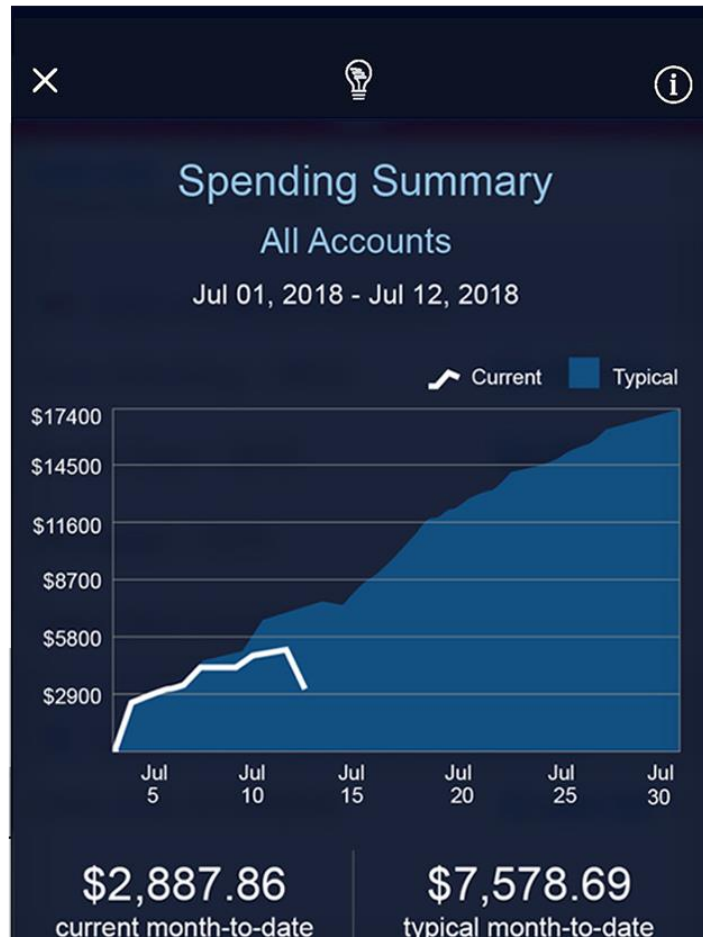 Spending Summary
All Accounts
Jul 01, 2018 - Jul 12, 2018
Current Typical
$17400
$14500
$11600
$8700
$5800
$2900
Jul Jul Jul Jul Jul Jul
5 10 15 20 25 30
$2,887.86 $7,578.69
current month-to-date typical month-to-date